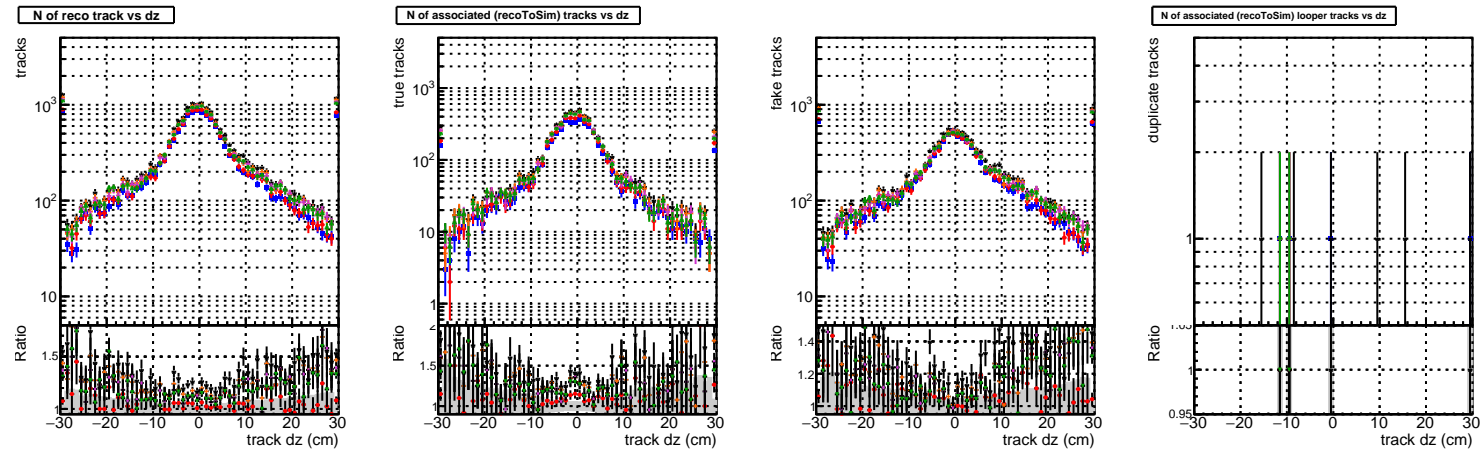 N of reco track vs dz
tracks
10³
10²
10
Ratio
1.5
1
−30 −20 −10 0 10 20 30
track dz (cm)
N of associated (recoToSim) tracks vs dz
true tracks
10³
10²
10
1
Ratio
2
1.5
1
−30 −20 −10 0 10 20 30
track dz (cm)
fake tracks
10³
10²
10
Ratio
1.4
1.2
1
−30 −20 −10 0 10 20 30
track dz (cm)
N of associated (recoToSim) looper tracks vs dz
duplicate tracks
1
Ratio
1.05
1
0.95
−30 −20 −10 0 10 20 30
track dz (cm)